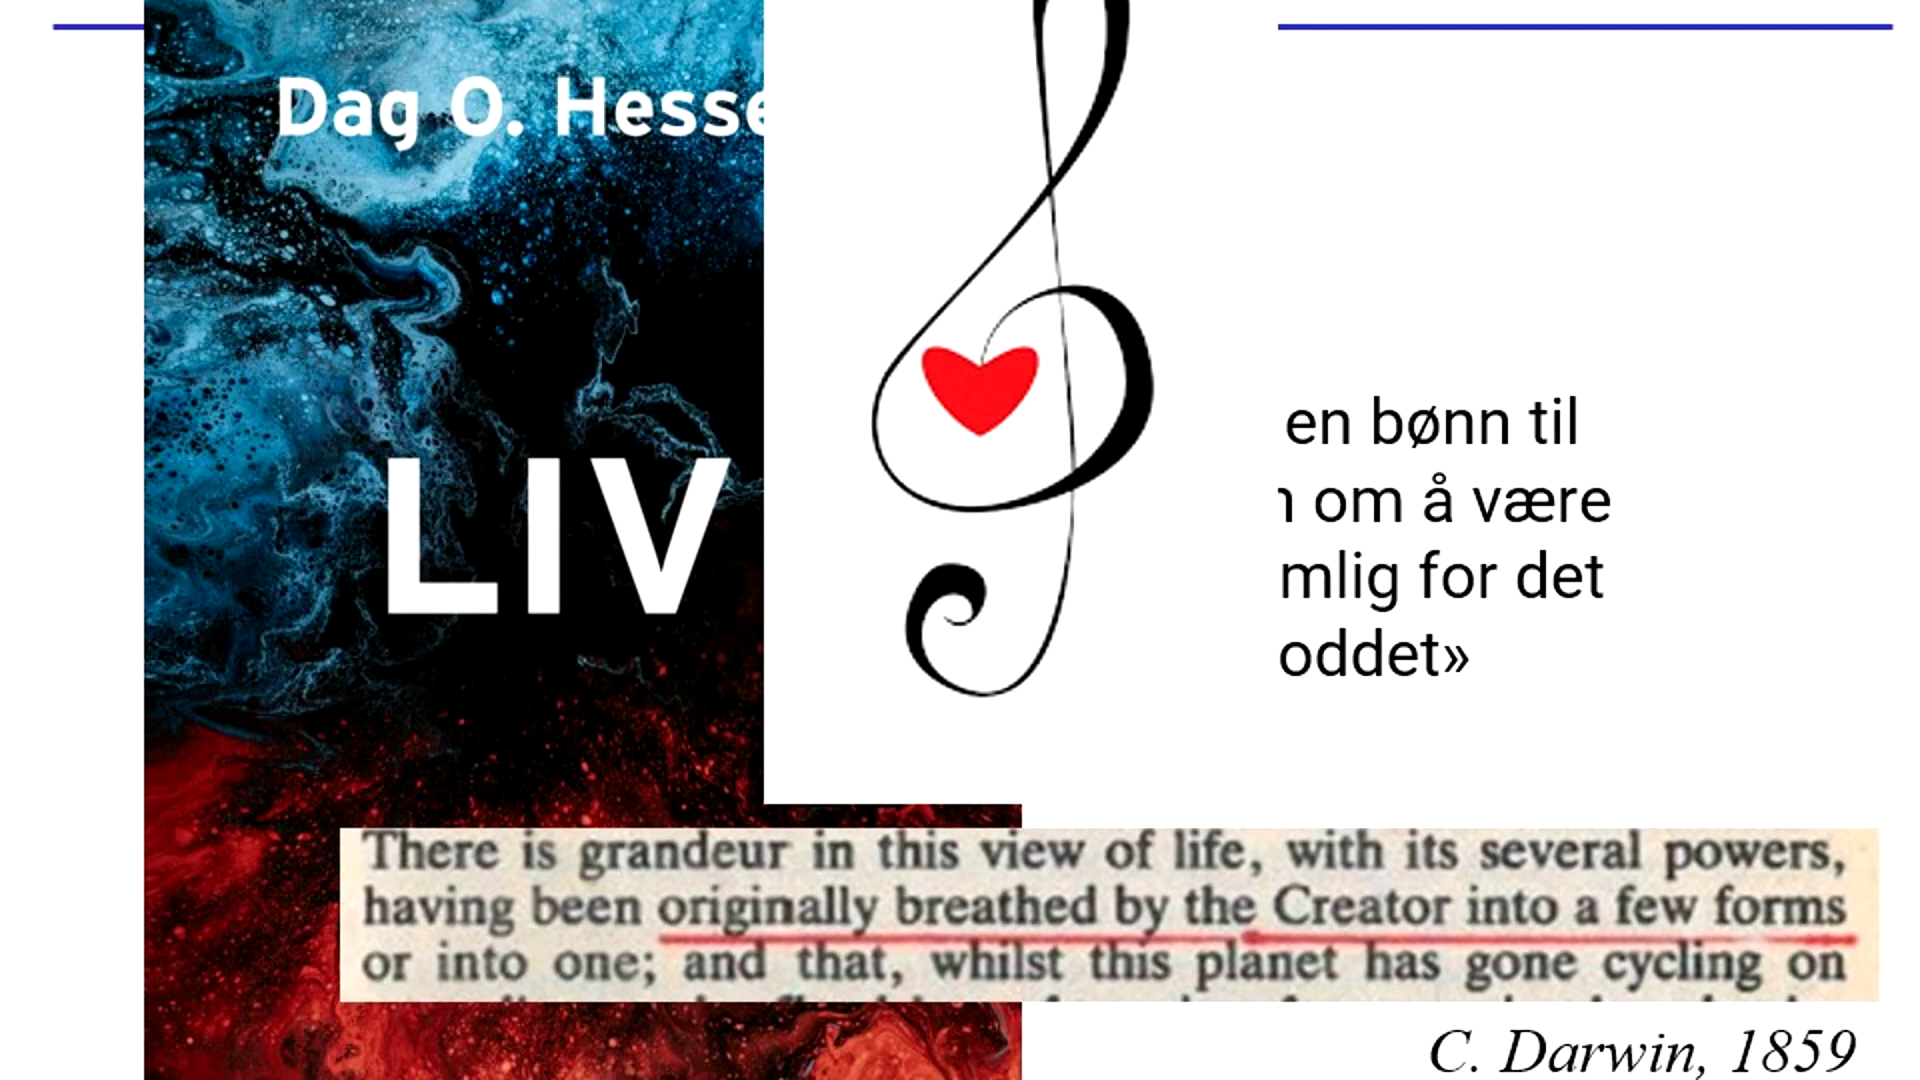 Dag O. Hesse
LIV
en bønn til
om å være
mlig for det
oddet»
There is grandeur in this view of life, with its several powers,
having been originally breathed by the Creator into a few forms
or into one; and that, whilst this planet has gone cycling on
C. Darwin, 1859